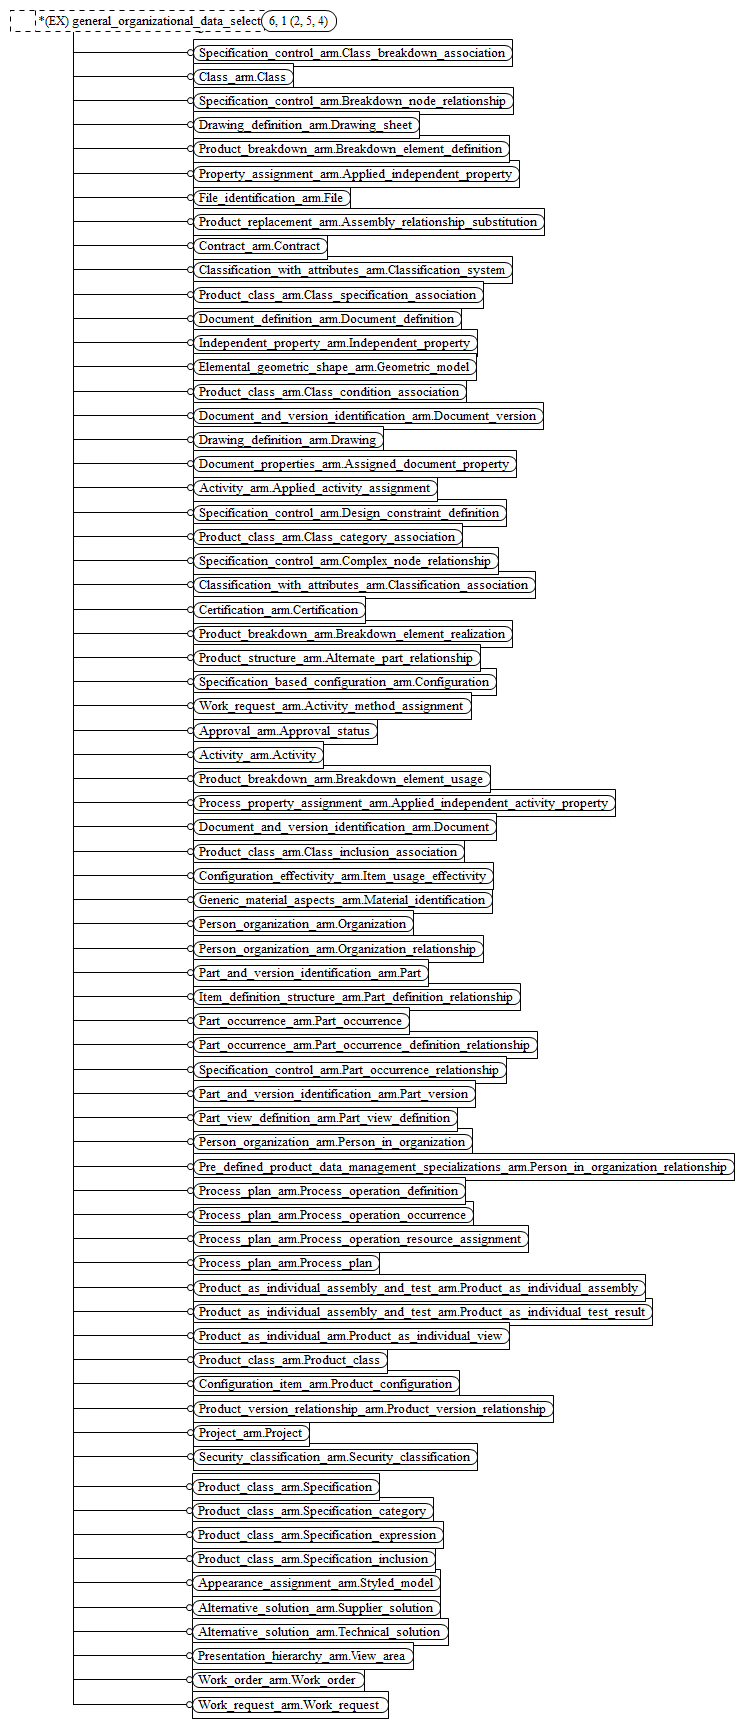 *(EX) general_organizational_data_select 6, 1 (2, 5, 4)
Specification_control_arm.Class_breakdown_association
Class_arm.Class
Specification_control_arm.Breakdown_node_relationship
Drawing_definition_arm.Drawing_sheet
Product_breakdown_arm.Breakdown_element_definition
Property_assignment_arm.Applied_independent_property
File_identification_arm.File
Product_replacement_arm.Assembly_relationship_substitution
Contract_arm.Contract
Classification_with_attributes_arm.Classification_system
Product_class_arm.Class_specification_association
Document_definition_arm.Document_definition
Independent_property_arm.Independent_property
Elemental_geometric_shape_arm.Geometric_model
Product_class_arm.Class_condition_association
Document_and_version_identification_arm.Document_version
Drawing_definition_arm.Drawing
Document_properties_arm.Assigned_document_property
Activity_arm.Applied_activity_assignment
Specification_control_arm.Design_constraint_definition
Product_class_arm.Class_category_association
Specification_control_arm.Complex_node_relationship
Classification_with_attributes_arm.Classification_association
Certification_arm.Certification
Product_breakdown_arm.Breakdown_element_realization
Product_structure_arm.Alternate_part_relationship
Specification_based_configuration_arm.Configuration
Work_request_arm.Activity_method_assignment
Approval_arm.Approval_status
Activity_arm.Activity
Product_breakdown_arm.Breakdown_element_usage
Process_property_assignment_arm.Applied_independent_activity_property
Document_and_version_identification_arm.Document
Product_class_arm.Class_inclusion_association
Configuration_effectivity_arm.Item_usage_effectivity
Generic_material_aspects_arm.Material_identification
Person_organization_arm.Organization
Person_organization_arm.Organization_relationship
Part_and_version_identification_arm.Part
Item_definition_structure_arm.Part_definition_relationship
Part_occurrence_arm.Part_occurrence
Part_occurrence_arm.Part_occurrence_definition_relationship
Specification_control_arm.Part_occurrence_relationship
Part_and_version_identification_arm.Part_version
Part_view_definition_arm.Part_view_definition
Person_organization_arm.Person_in_organization
Pre_defined_product_data_management_specializations_arm.Person_in_organization_relationship
Process_plan_arm.Process_operation_definition
Process_plan_arm.Process_operation_occurrence
Process_plan_arm.Process_operation_resource_assignment
Process_plan_arm.Process_plan
Product_as_individual_assembly_and_test_arm.Product_as_individual_assembly
Product_as_individual_assembly_and_test_arm.Product_as_individual_test_result
Product_as_individual_arm.Product_as_individual_view
Product_class_arm.Product_class
Configuration_item_arm.Product_configuration
Product_version_relationship_arm.Product_version_relationship
Project_arm.Project
Security_classification_arm.Security_classification
Product_class_arm.Specification
Product_class_arm.Specification_category
Product_class_arm.Specification_expression
Product_class_arm.Specification_inclusion
Appearance_assignment_arm.Styled_model
Alternative_solution_arm.Supplier_solution
Alternative_solution_arm.Technical_solution
Presentation_hierarchy_arm.View_area
Work_order_arm.Work_order
Work_request_arm.Work_request